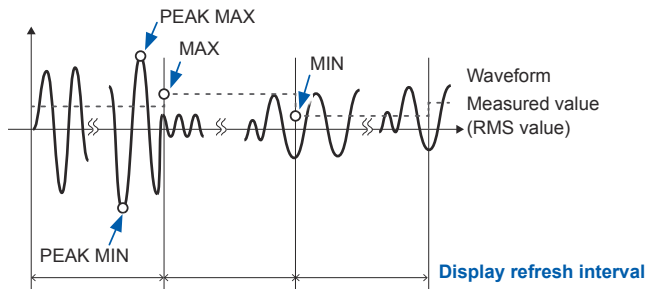 PEAK MAX
MAX
MIN
Waveform
Measured value
(RMS value)
PEAK MIN
Display refresh interval